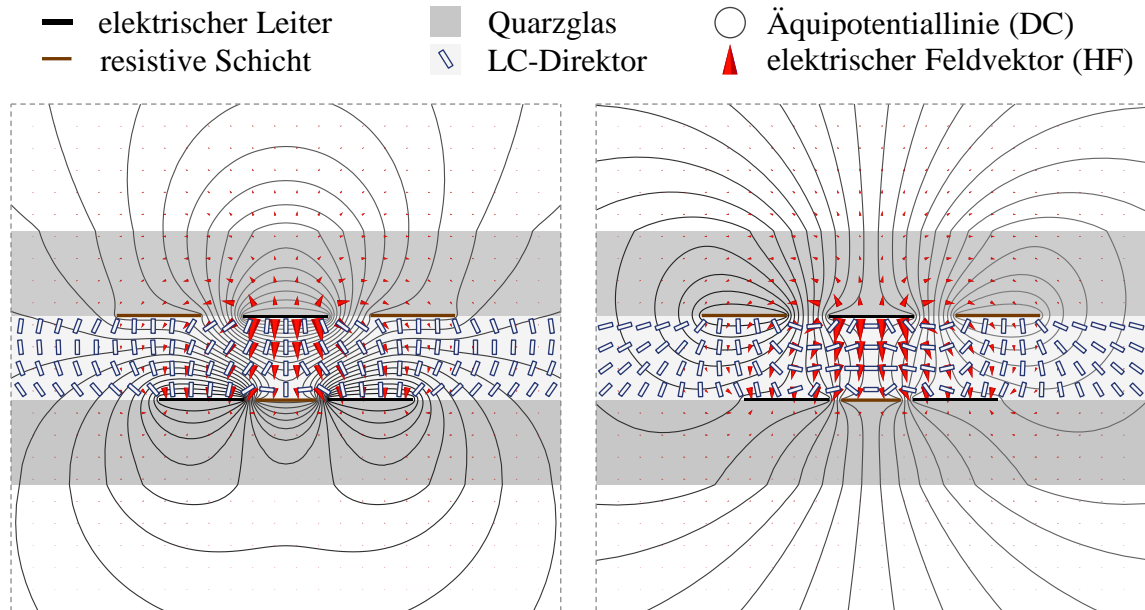 elektrischer Leiter
Quarzglas
Äquipotentiallinie (DC)
resistive Schicht
LC-Direktor
elektrischer Feldvektor (HF)